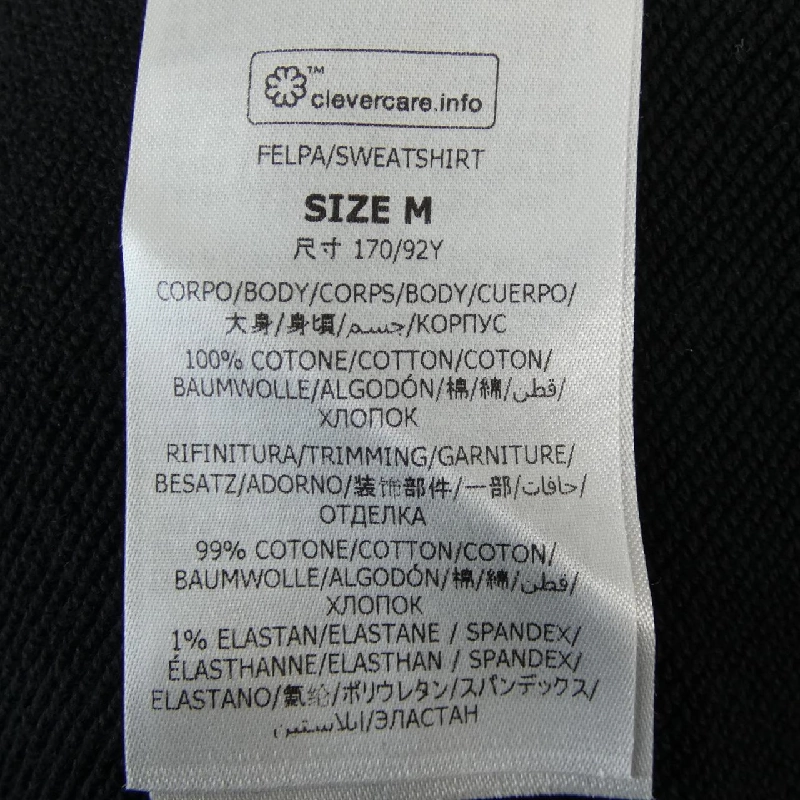 ™
clevercare.info
FELPA/SWEATSHIRT
SIZE M
尺寸 170/92Y
CORPO/BODY/CORPS/BODY/CUERPO/
大身/身頃/جسم/КОРПУС
100% COTONE/COTTON/COTON/
BAUMWOLLE/ALGODÓN/棉/綿/قطن/
ХЛОПОК
RIFINITURA/TRIMMING/GARNITURE/
BESATZ/ADORNO/装饰部件/一部/حافات/
ОТДЕЛКА
99% COTONE/COTTON/COTON/
BAUMWOLLE/ALGODÓN/棉/綿/قطن/
ХЛОПОК
1% ELASTAN/ELASTANE / SPANDEX/
ÉLASTHANNE/ELASTHAN / SPANDEX/
ELASTANO/氨纶/ポリウレタン/スパンデックス/
ايلاستين/ЭЛАСТАН